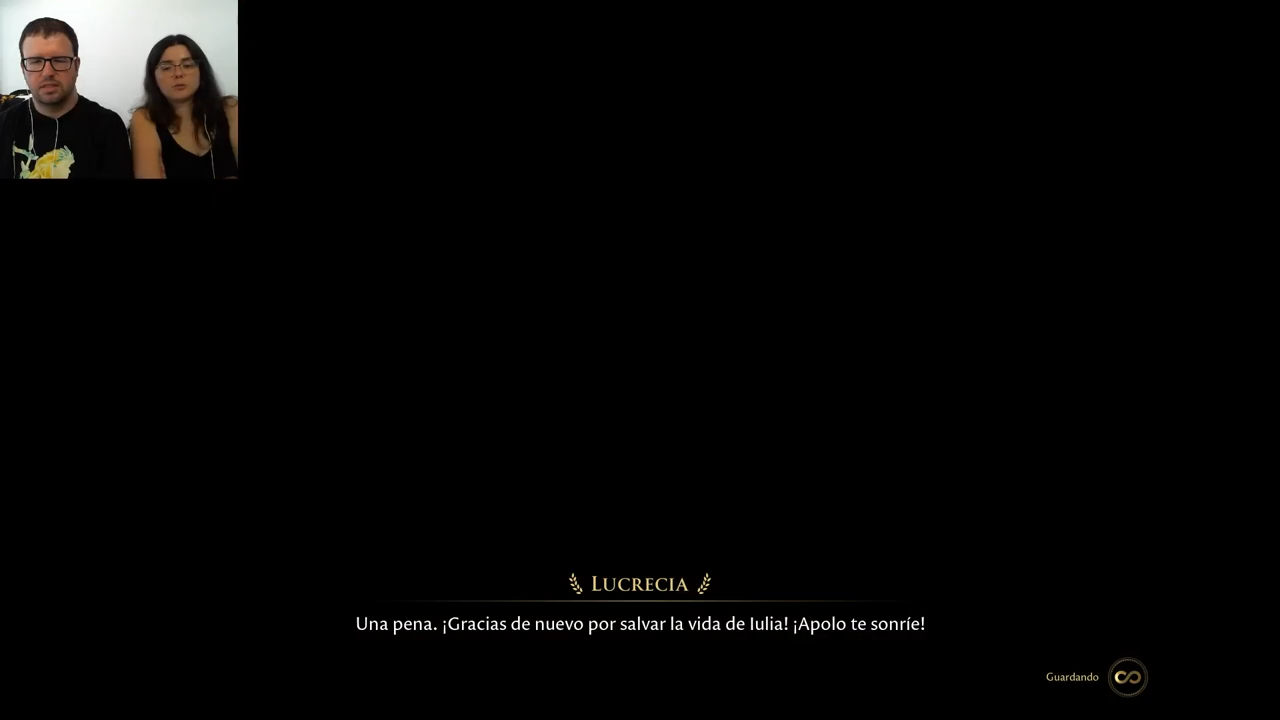 Lucrecia
Una pena. ¡Gracias de nuevo por salvar la vida de Iulia! ¡Apolo te sonríe!
Guardando